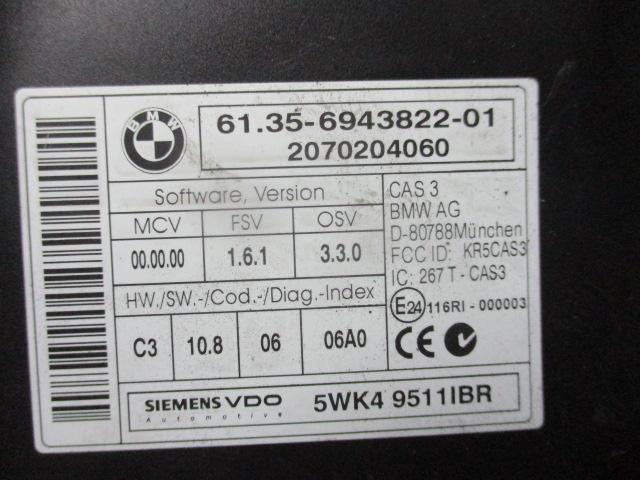 BMW
61.35-6943822-01
2070204060
Software, Version
MCV FSV OSV
00.00.00 1.6.1 3.3.0
HW./SW.-/Cod.-/Diag.-Index
C3 10.8 06 06A0
CAS 3
BMW AG
D-80788München
FCC ID: KR5CAS3
IC: 267 T - CAS3
E24 116RI - 000003
CE
SIEMENS VDO
Automotive
5WK4 9511IBR